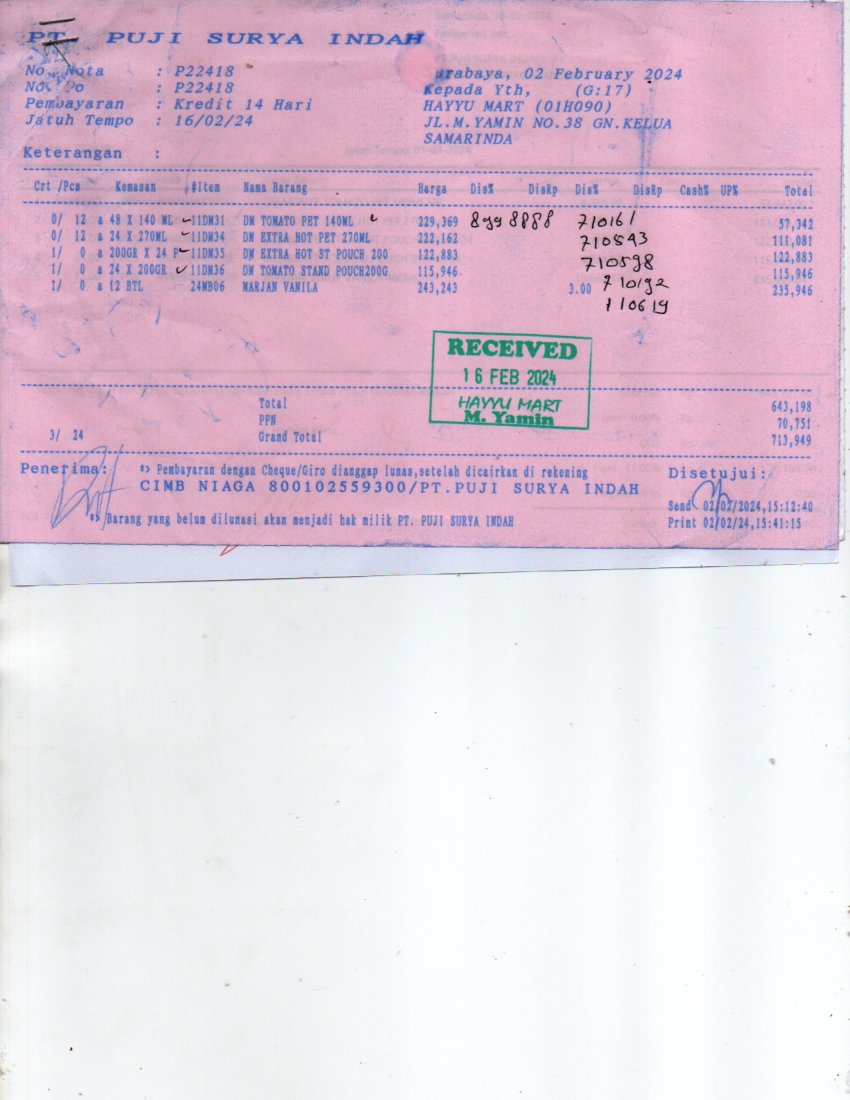 PT. PUJI SURYA INDAH
No. Nota : P22418
No. Do : P22418
Pembayaran : Kredit 14 Hari
Jatuh Tempo : 16/02/24
Keterangan :
Surabaya, 02 February 2024
Kepada Yth, (G:17)
HAYYU MART (01H090)
JL.M.YAMIN NO.38 GN.KELUA
SAMARINDA
Crt /Pcs Kemasan #Item Nama Barang Harga Dis% DisRp Dis% DisRp Cash% UP% Total
0/ 12 a 48 X 140 ML 11DM31 DM TOMATO PET 140ML 229,369 899 8888 710161 57,342
0/ 12 a 24 X 270ML 11DM34 DM EXTRA HOT PET 270ML 222,162 710543 111,081
1/ 0 a 200GR X 24 P 11DM35 DM EXTRA HOT ST POUCH 200 122,883 710598 122,883
1/ 0 a 24 X 200GR 11DM36 DM TOMATO STAND POUCH200G 115,946 115,946
1/ 0 a 12 BTL 24MB06 MARJAN VANILA 243,243 3.00 235,946
110619
RECEIVED
16 FEB 2024
HAYYU MART
M. Yamin
Total 643,198
PPN 70,751
3/ 24 Grand Total 713,949
Penerima:
*> Pembayaran dengan Cheque/Giro dianggap lunas,setelah dicairkan di rekening
CIMB NIAGA 800102559300/PT.PUJI SURYA INDAH
*> Barang yang belum dilunasi akan menjadi hak milik PT. PUJI SURYA INDAH
Disetujui:
Send 02/02/2024,15:12:40
Print 02/02/24,15:41:15